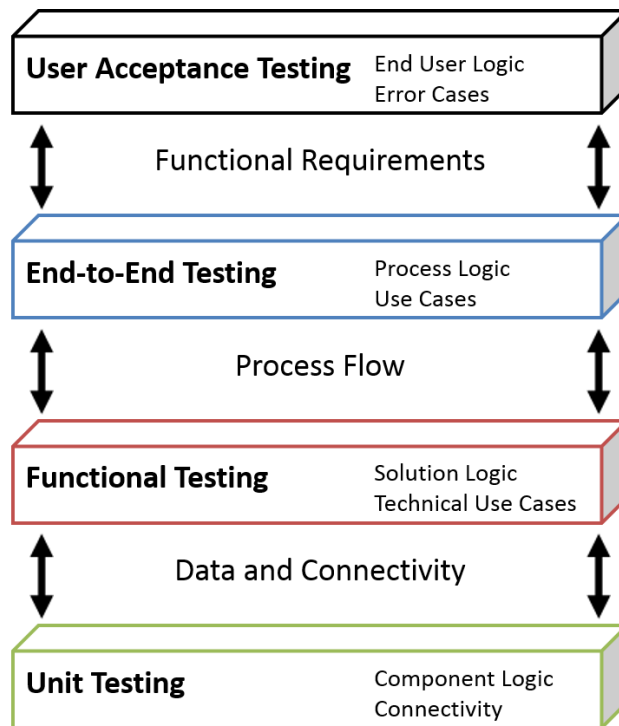 User Acceptance Testing
End User Logic
Error Cases
Functional Requirements
End-to-End Testing
Process Logic
Use Cases
Process Flow
Functional Testing
Solution Logic
Technical Use Cases
Data and Connectivity
Unit Testing
Component Logic
Connectivity